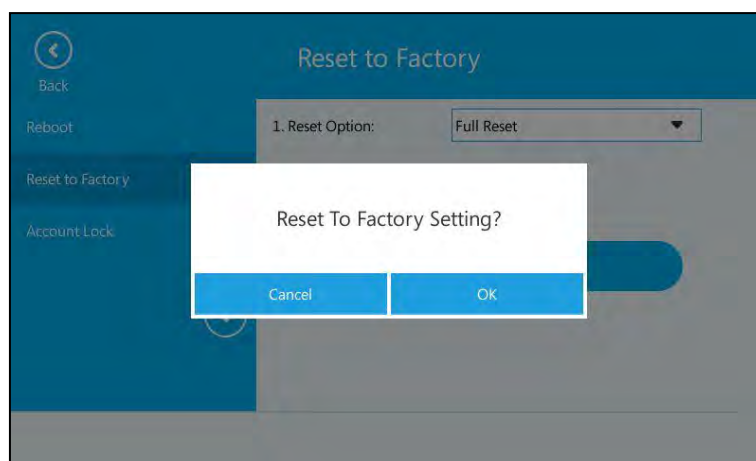 Reset to Factory
Back
Reboot
1. Reset Option: Full Reset
Reset to Factory
Reset To Factory Setting?
Account Lock
Cancel OK